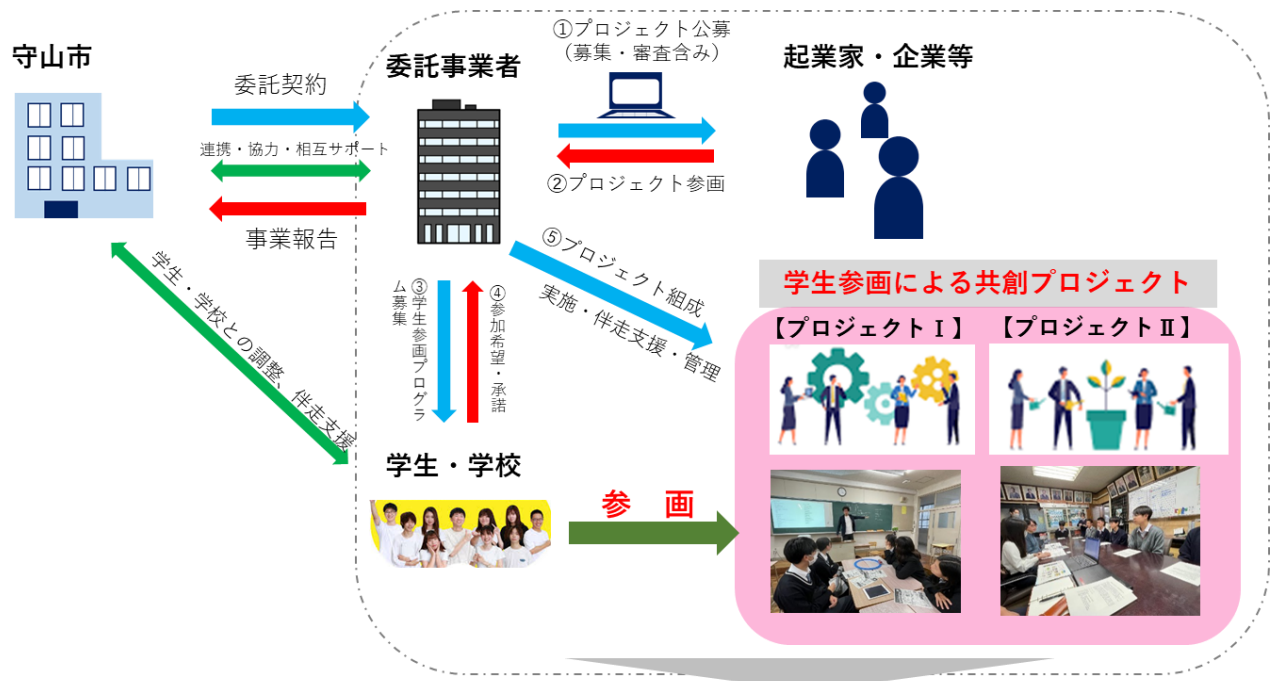 守山市
委託契約
連携・協力・相互サポート
事業報告
学生・学校との調整、伴走支援
委託事業者
①プロジェクト公募
（募集・審査含み）
②プロジェクト参画
起業家・企業等
③学生参画プログラ
ム募集
④参加希望・承諾
⑤プロジェクト組成
実施・伴走支援・管理
学生・学校
参　画
学生参画による共創プロジェクト
【プロジェクトⅠ】
【プロジェクトⅡ】